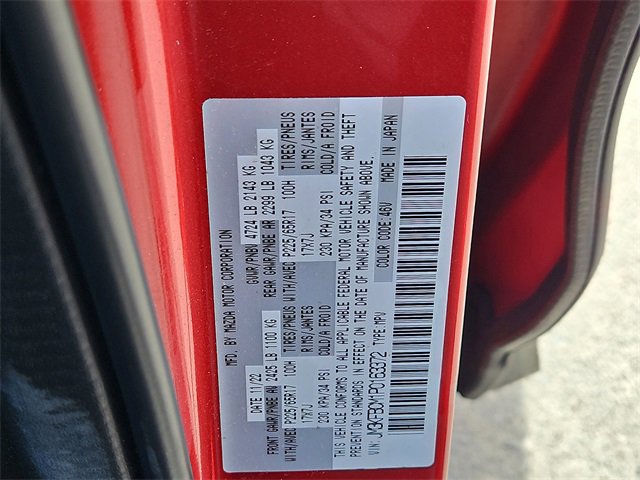 MFD. BY MAZDA MOTOR CORPORATION
DATE 11/22 GVWR/PNBV 4724 LB 2143 KG
FRONT GAWR/PNBE AV 2425 LB 1100 KG REAR GAWR/PNBE AR 2299 LB 1043 KG
WITH/AVEC P225/65R17 100H TIRES/PNEUS WITH/AVEC P225/65R17 100H TIRES/PNEUS
17X7J RIMS/JANTES 17X7J RIMS/JANTES
230 KPA/34 PSI COLD/A FROID 230 KPA/34 PSI COLD/A FROID
THIS VEHICLE CONFORMS TO ALL APPLICABLE FEDERAL MOTOR VEHICLE SAFETY AND THEFT
PREVENTION STANDARDS IN EFFECT ON THE DATE OF MANUFACTURE SHOWN ABOVE.
VIN: JM3KFBCM1P0163372 TYPE: MPV COLOR CODE: 46V MADE IN JAPAN